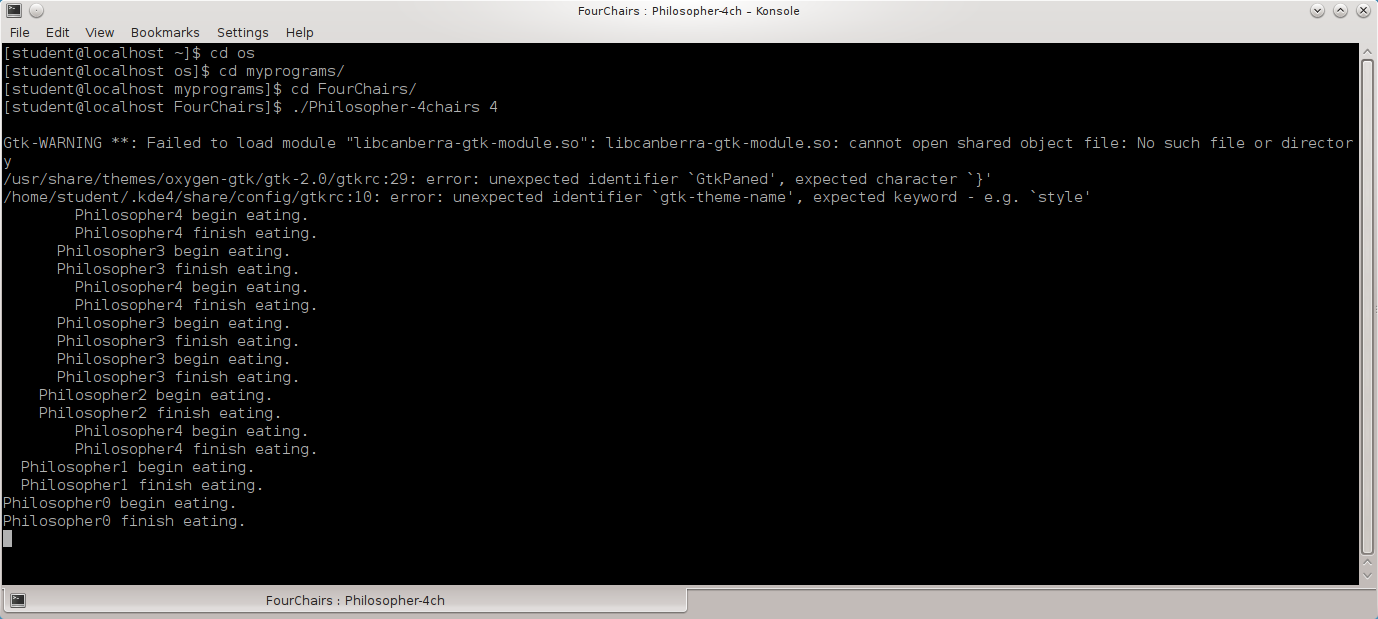 FourChairs : Philosopher-4ch – Konsole
File Edit View Bookmarks Settings Help
[student@localhost ~]$ cd os
[student@localhost os]$ cd myprograms/
[student@localhost myprograms]$ cd FourChairs/
[student@localhost FourChairs]$ ./Philosopher-4chairs 4
Gtk-WARNING **: Failed to load module "libcanberra-gtk-module.so": libcanberra-gtk-module.so: cannot open shared object file: No such file or director
y
/usr/share/themes/oxygen-gtk/gtk-2.0/gtkrc:29: error: unexpected identifier `GtkPaned', expected character `}'
/home/student/.kde4/share/config/gtkrc:10: error: unexpected identifier `gtk-theme-name', expected keyword - e.g. `style'
        Philosopher4 begin eating.
        Philosopher4 finish eating.
      Philosopher3 begin eating.
      Philosopher3 finish eating.
        Philosopher4 begin eating.
        Philosopher4 finish eating.
      Philosopher3 begin eating.
      Philosopher3 finish eating.
      Philosopher3 begin eating.
      Philosopher3 finish eating.
    Philosopher2 begin eating.
    Philosopher2 finish eating.
        Philosopher4 begin eating.
        Philosopher4 finish eating.
  Philosopher1 begin eating.
  Philosopher1 finish eating.
Philosopher0 begin eating.
Philosopher0 finish eating.
FourChairs : Philosopher-4ch